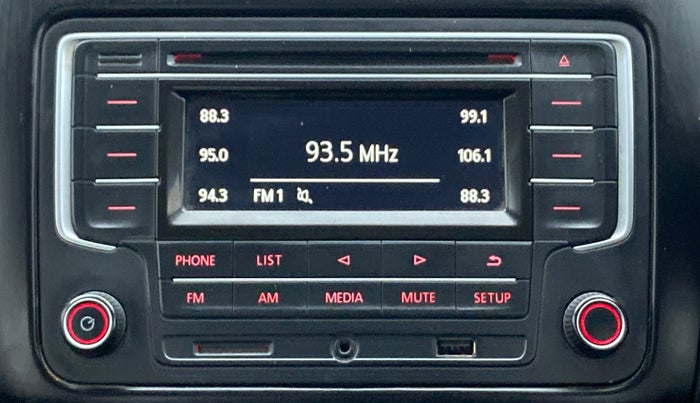 88.3 99.1
93.5 MHz
95.0 106.1
94.3 FM 1 88.3
PHONE LIST
FM AM MEDIA MUTE SETUP